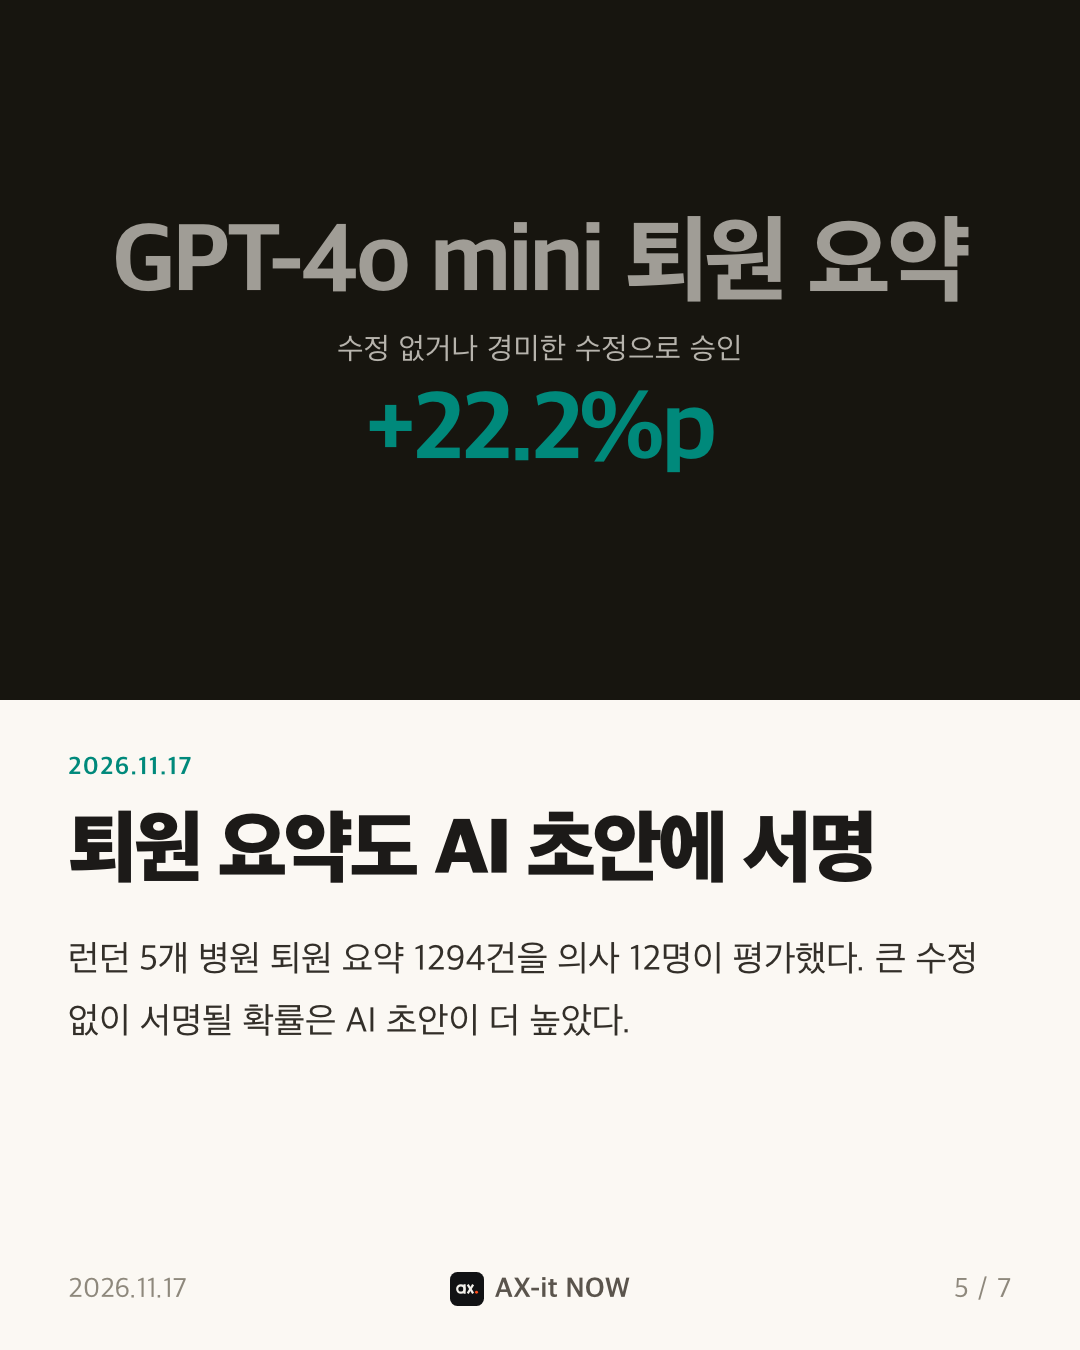 GPT-4o mini 퇴원 요약
수정 없거나 경미한 수정으로 승인
+22.2%p
2026.11.17
퇴원 요약도 AI 초안에 서명
런던 5개 병원 퇴원 요약 1294건을 의사 12명이 평가했다. 큰 수정
없이 서명될 확률은 AI 초안이 더 높았다.
2026.11.17
ax. AX-it NOW
5 / 7